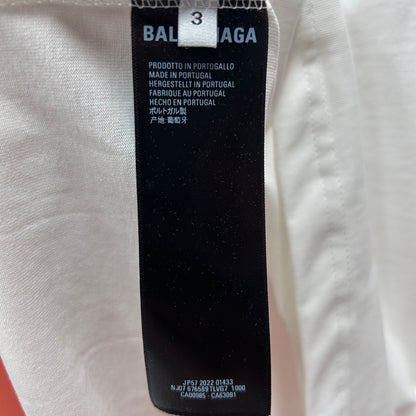 3
PRODOTTO IN PORTOGALLO
MADE IN PORTUGAL
HERGESTELLT IN PORTUGAL
FABRIQUE AU PORTUGAL
HECHO EN PORTUGAL
ポルトガル製
产地:葡萄牙
JP57 2022 01433
NJ07 676589 TLVG7 1000
CA00985 - CA63091